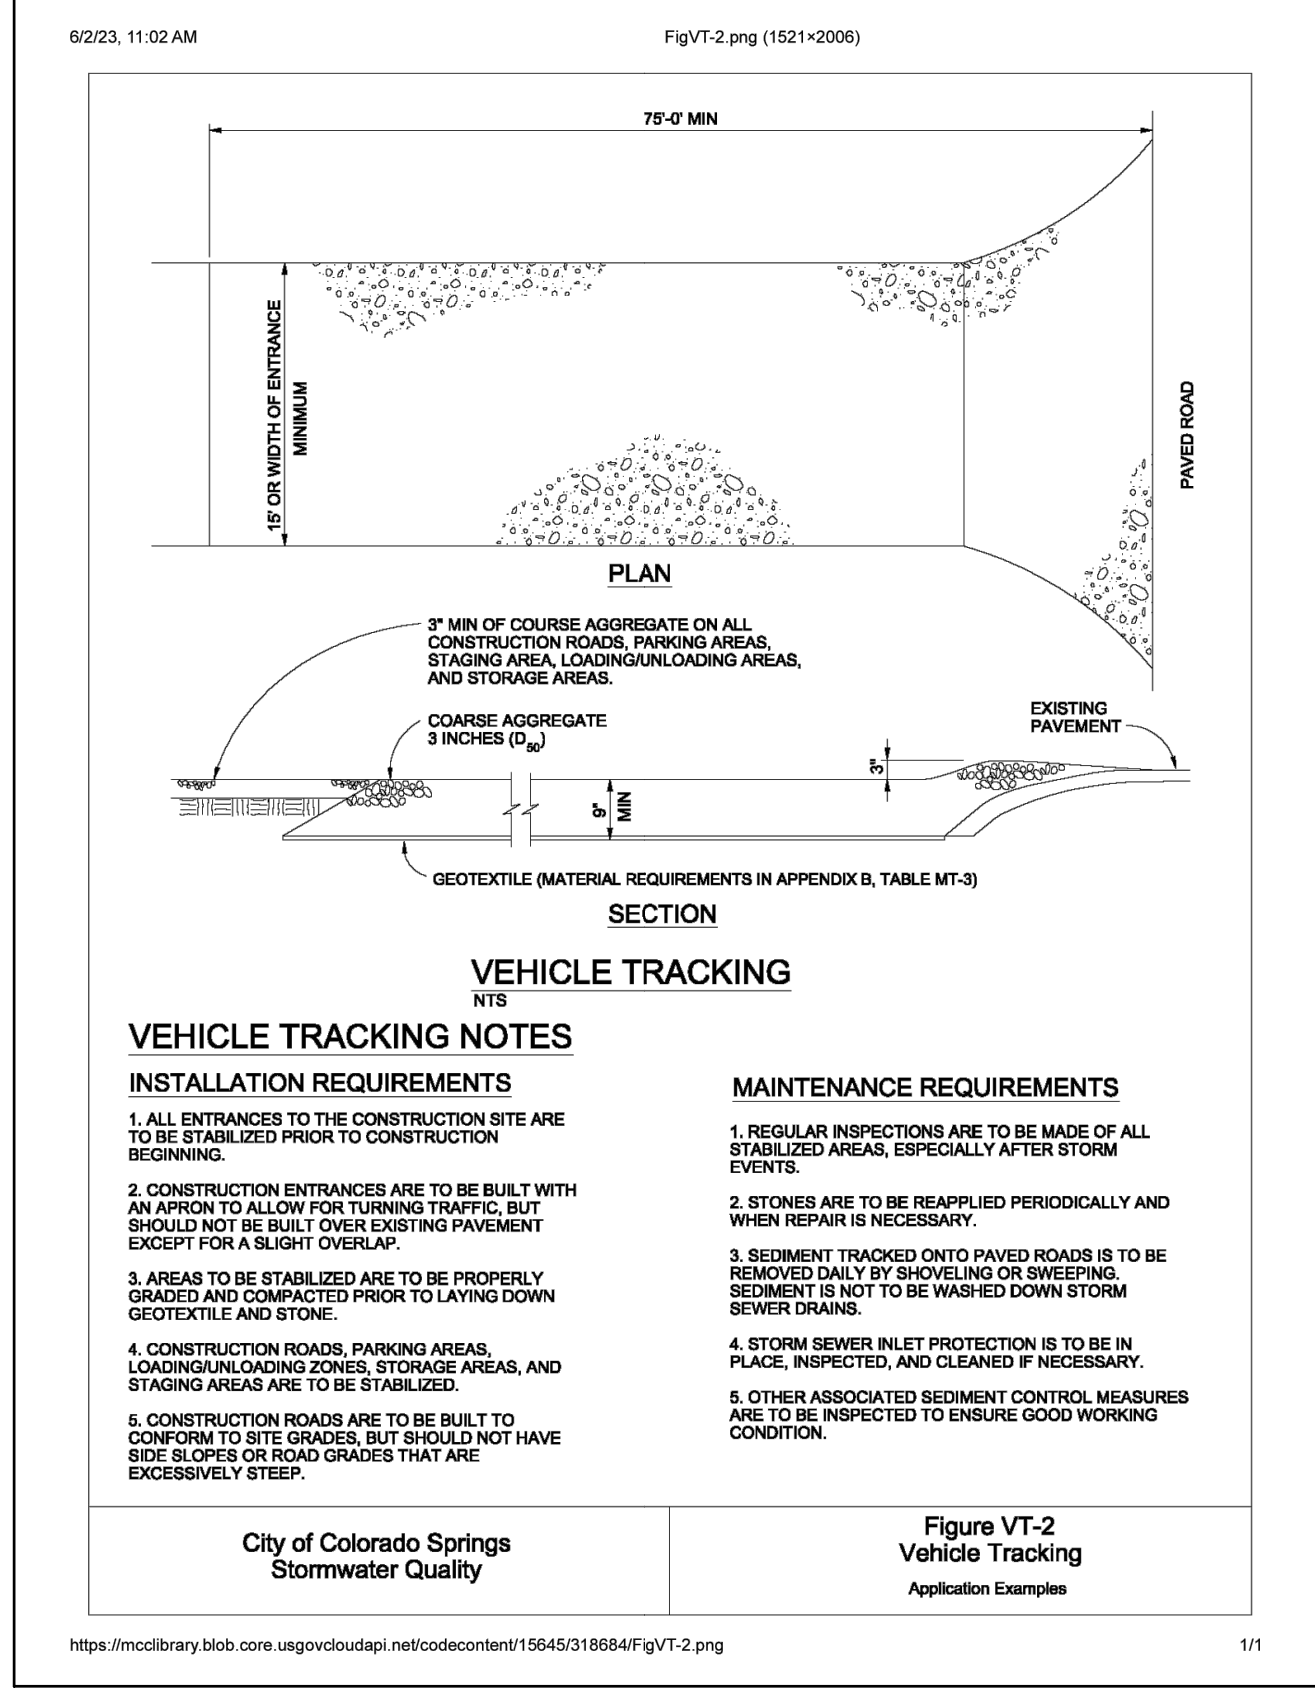 6/2/23, 11:02 AM
FigVT-2.png (1521×2006)
75'-0' MIN
15' OR WIDTH OF ENTRANCE
MINIMUM
PAVED ROAD
PLAN
3" MIN OF COURSE AGGREGATE ON ALL
CONSTRUCTION ROADS, PARKING AREAS,
STAGING AREA, LOADING/UNLOADING AREAS,
AND STORAGE AREAS.
COARSE AGGREGATE
3 INCHES (D50)
EXISTING
PAVEMENT
3"
9"
MIN
GEOTEXTILE (MATERIAL REQUIREMENTS IN APPENDIX B, TABLE MT-3)
SECTION
VEHICLE TRACKING
NTS
VEHICLE TRACKING NOTES
INSTALLATION REQUIREMENTS
1. ALL ENTRANCES TO THE CONSTRUCTION SITE ARE
TO BE STABILIZED PRIOR TO CONSTRUCTION
BEGINNING.
2. CONSTRUCTION ENTRANCES ARE TO BE BUILT WITH
AN APRON TO ALLOW FOR TURNING TRAFFIC, BUT
SHOULD NOT BE BUILT OVER EXISTING PAVEMENT
EXCEPT FOR A SLIGHT OVERLAP.
3. AREAS TO BE STABILIZED ARE TO BE PROPERLY
GRADED AND COMPACTED PRIOR TO LAYING DOWN
GEOTEXTILE AND STONE.
4. CONSTRUCTION ROADS, PARKING AREAS,
LOADING/UNLOADING ZONES, STORAGE AREAS, AND
STAGING AREAS ARE TO BE STABILIZED.
5. CONSTRUCTION ROADS ARE TO BE BUILT TO
CONFORM TO SITE GRADES, BUT SHOULD NOT HAVE
SIDE SLOPES OR ROAD GRADES THAT ARE
EXCESSIVELY STEEP.
MAINTENANCE REQUIREMENTS
1. REGULAR INSPECTIONS ARE TO BE MADE OF ALL
STABILIZED AREAS, ESPECIALLY AFTER STORM
EVENTS.
2. STONES ARE TO BE REAPPLIED PERIODICALLY AND
WHEN REPAIR IS NECESSARY.
3. SEDIMENT TRACKED ONTO PAVED ROADS IS TO BE
REMOVED DAILY BY SHOVELING OR SWEEPING.
SEDIMENT IS NOT TO BE WASHED DOWN STORM
SEWER DRAINS.
4. STORM SEWER INLET PROTECTION IS TO BE IN
PLACE, INSPECTED, AND CLEANED IF NECESSARY.
5. OTHER ASSOCIATED SEDIMENT CONTROL MEASURES
ARE TO BE INSPECTED TO ENSURE GOOD WORKING
CONDITION.
City of Colorado Springs
Stormwater Quality
Figure VT-2
Vehicle Tracking
Application Examples
https://mcclibrary.blob.core.usgovcloudapi.net/codecontent/15645/318684/FigVT-2.png
1/1